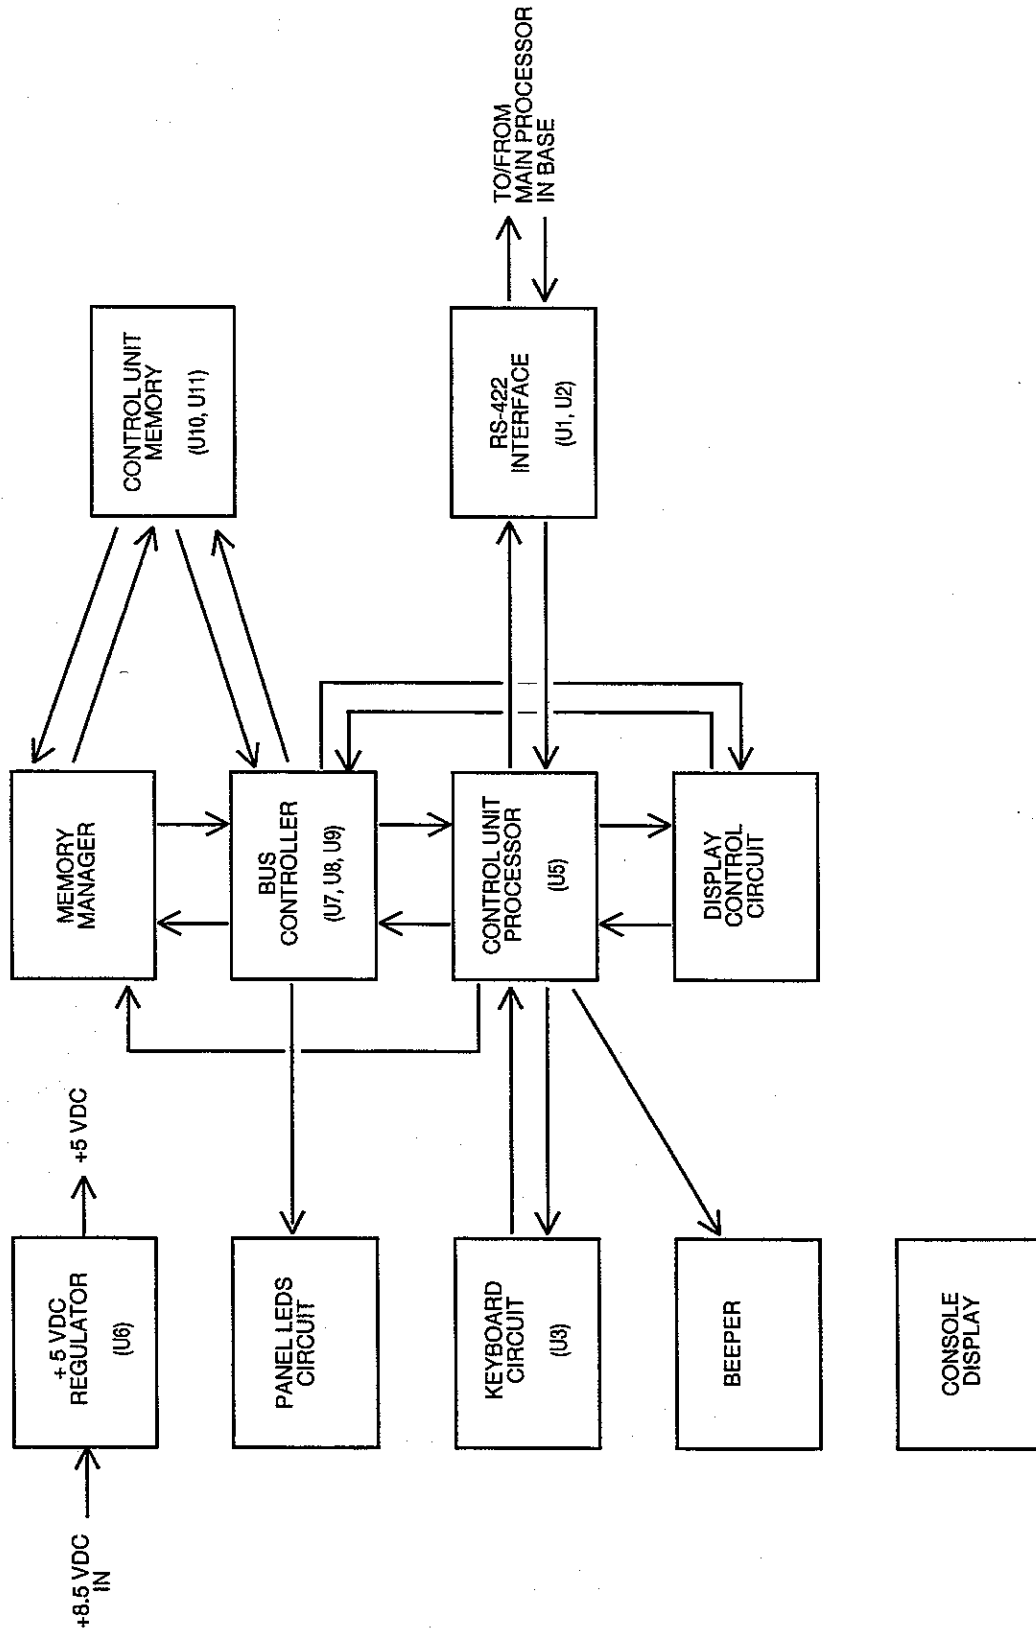 +8.5 VDC
IN
+ 5 VDC
REGULATOR
(U6)
+5 VDC
MEMORY
MANAGER
CONTROL UNIT
MEMORY
(U10, U11)
PANEL LEDS
CIRCUIT
BUS
CONTROLLER
(U7, U8, U9)
KEYBOARD
CIRCUIT
(U3)
CONTROL UNIT
PROCESSOR
(U5)
RS-422
INTERFACE
(U1, U2)
TO/FROM
MAIN PROCESSOR
IN BASE
BEEPER
DISPLAY
CONTROL
CIRCUIT
CONSOLE
DISPLAY